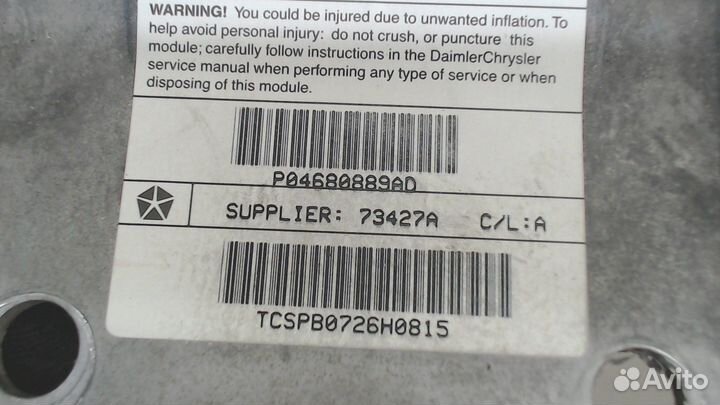 WARNING! You could be injured due to unwanted inflation. To
help avoid personal injury: do not crush, or puncture this
module; carefully follow instructions in the DaimlerChrysler
service manual when performing any type of service or when
disposing of this module.
P04680889AD
SUPPLIER: 73427A C/L:A
TCSPB0726H0815
Avito